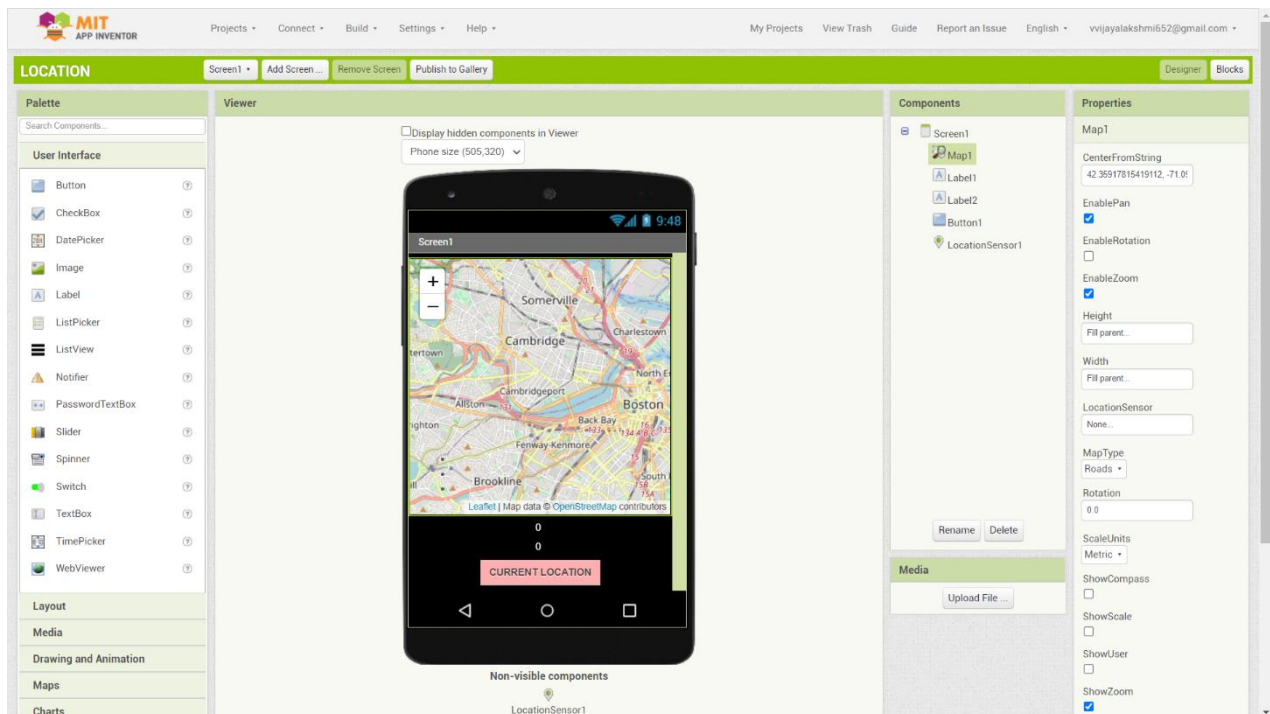 MIT
APP INVENTOR
Projects Connect Build Settings Help My Projects View Trash Guide Report an Issue English vvijayalakshmi652@gmail.com
LOCATION Screen1 Add Screen ... Remove Screen Publish to Gallery Designer Blocks
Palette
Search Components...
User Interface
Button
CheckBox
DatePicker
Image
Label
ListPicker
ListView
Notifier
PasswordTextBox
Slider
Spinner
Switch
TextBox
TimePicker
WebViewer
Layout
Media
Drawing and Animation
Maps
Charts
Viewer
Display hidden components in Viewer
Phone size (505,320)
9:48
Screen1
+
−
Somerville
Charlestown
Cambridge
tertown
North E
Cambridgeport
Allston
Boston
ighton
Back Bay
Fenway-Kenmore
Brookline
South
Leaflet | Map data © OpenStreetMap contributors
0
0
CURRENT LOCATION
Non-visible components
LocationSensor1
Components
Screen1
Map1
Label1
Label2
Button1
LocationSensor1
Rename Delete
Media
Upload File ...
Properties
Map1
CenterFromString
42.35917815419112, -71.05
EnablePan
EnableRotation
EnableZoom
Height
Fill parent...
Width
Fill parent...
LocationSensor
None...
MapType
Roads
Rotation
0.0
ScaleUnits
Metric
ShowCompass
ShowScale
ShowUser
ShowZoom